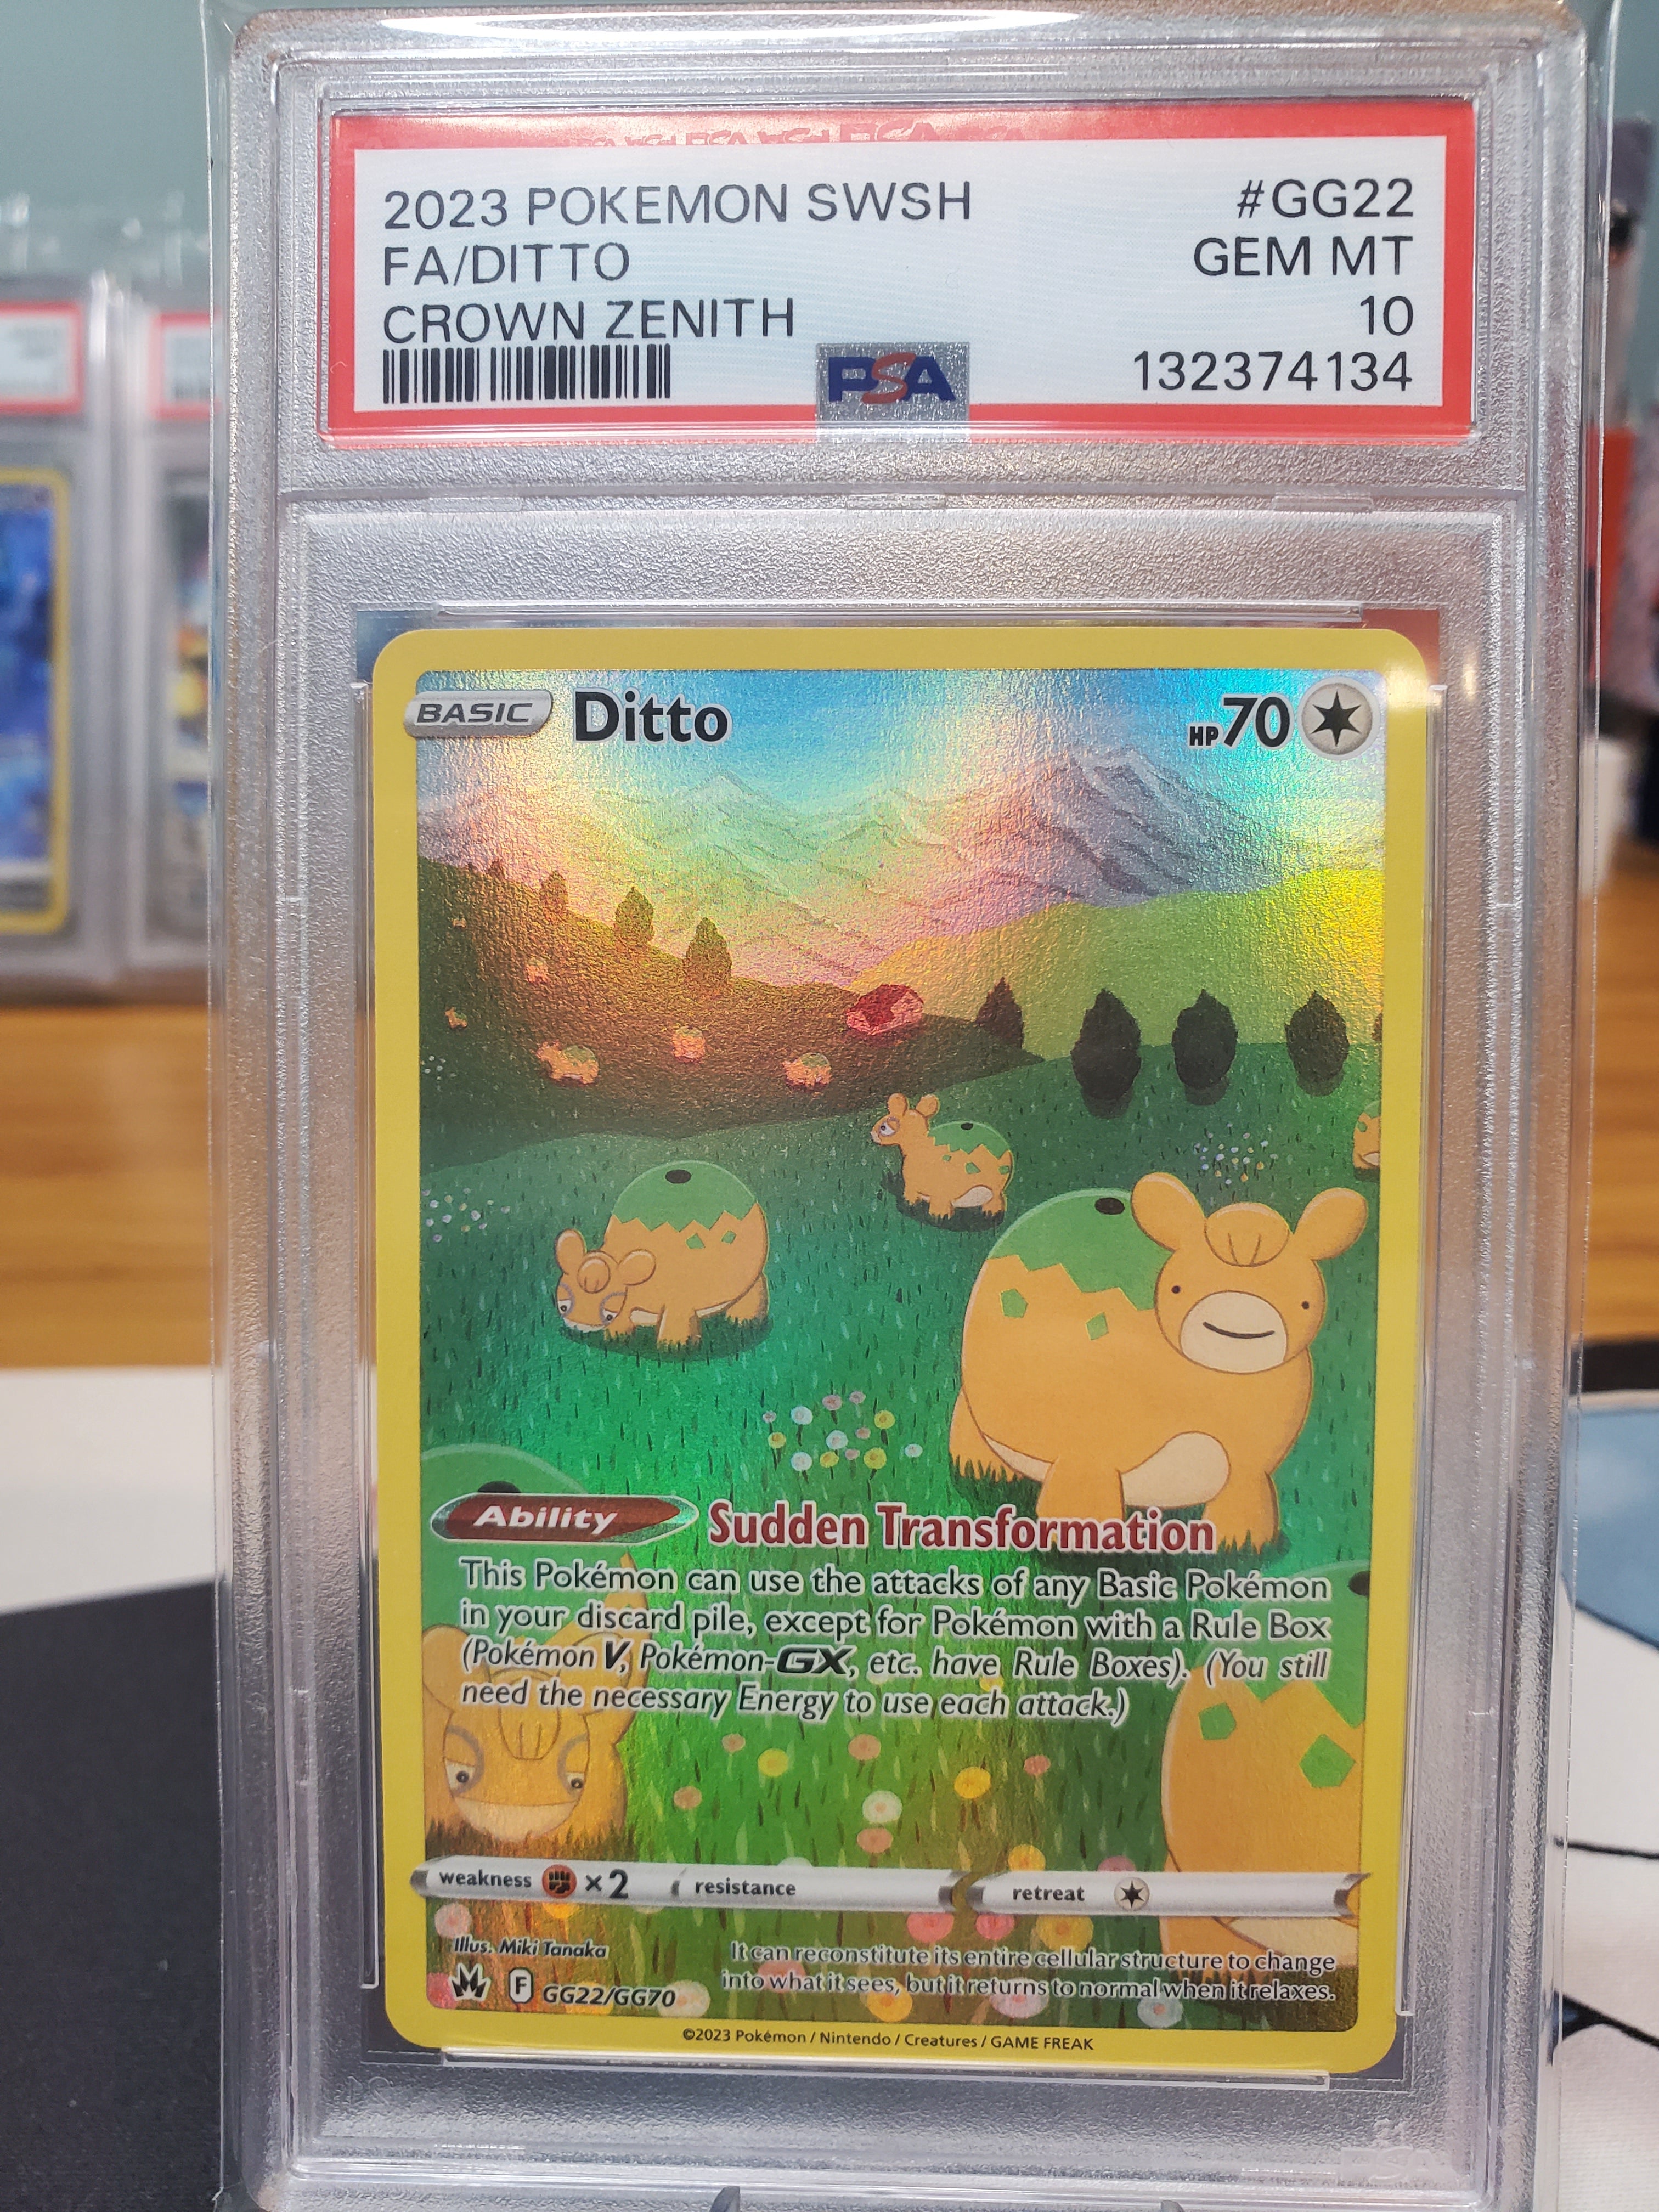 2023 POKEMON SWSH #GG22
FA/DITTO GEM MT
CROWN ZENITH 10
PSA 132374134
BASIC Ditto HP70
Ability Sudden Transformation
This Pokémon can use the attacks of any Basic Pokémon
in your discard pile, except for Pokémon with a Rule Box
(Pokémon V, Pokémon-GX, etc. have Rule Boxes). (You still
need the necessary Energy to use each attack.)
weakness ×2 resistance retreat
Illus. Miki Tanaka
It can reconstitute its entire cellular structure to change
into what it sees, but it returns to normal when it relaxes.
F GG22/GG70
©2023 Pokémon / Nintendo / Creatures / GAME FREAK
PSA